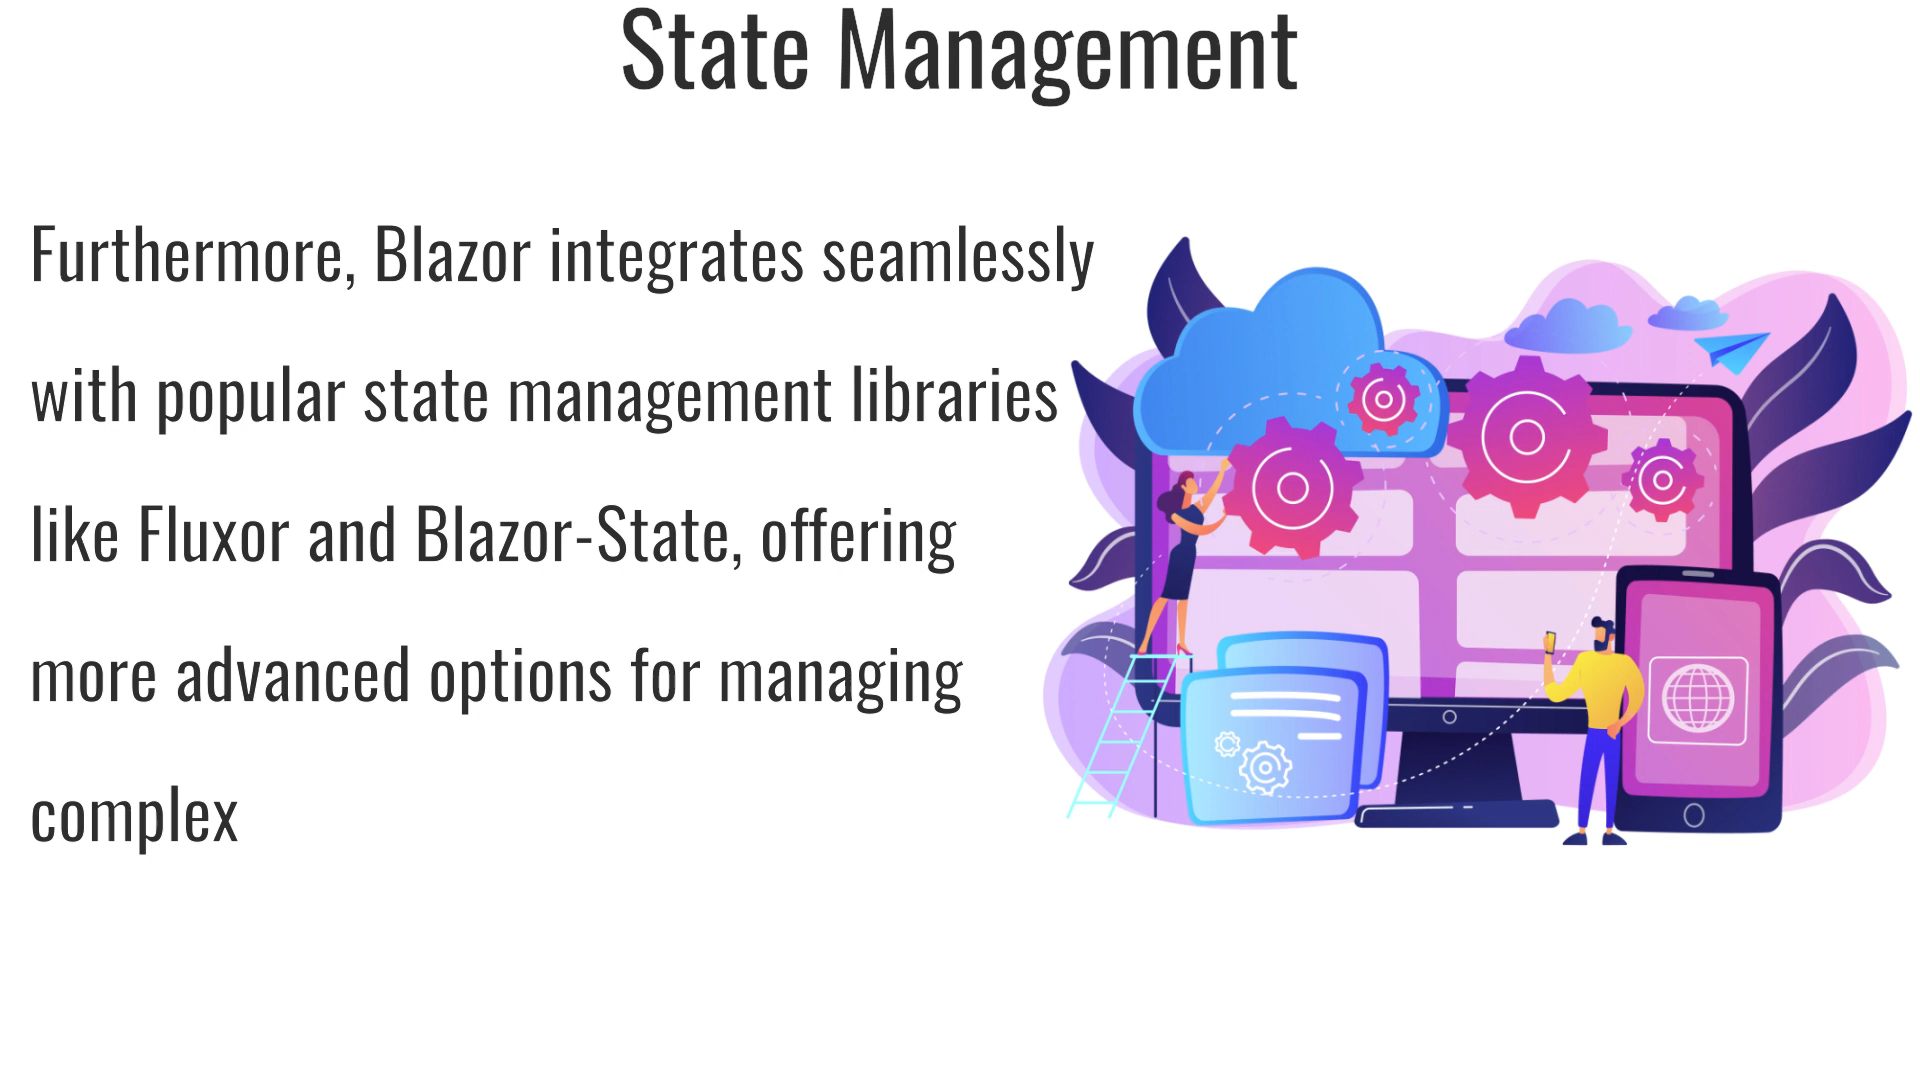 State Management
Furthermore, Blazor integrates seamlessly
with popular state management libraries
like Fluxor and Blazor-State, offering
more advanced options for managing
complex